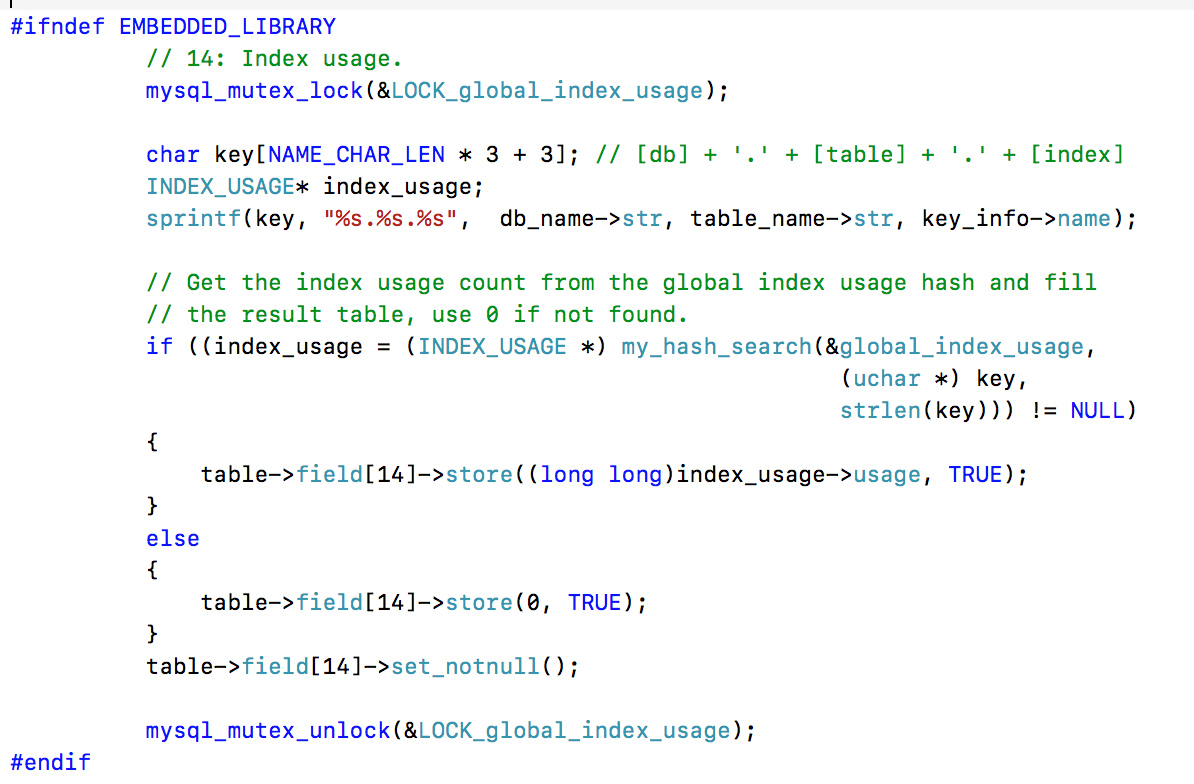 #ifndef EMBEDDED_LIBRARY
// 14: Index usage.
mysql_mutex_lock(&LOCK_global_index_usage);
char key[NAME_CHAR_LEN * 3 + 3]; // [db] + '.' + [table] + '.' + [index]
INDEX_USAGE* index_usage;
sprintf(key, "%s.%s.%s",  db_name->str, table_name->str, key_info->name);
// Get the index usage count from the global index usage hash and fill
// the result table, use 0 if not found.
if ((index_usage = (INDEX_USAGE *) my_hash_search(&global_index_usage,
(uchar *) key,
strlen(key))) != NULL)
{
table->field[14]->store((long long)index_usage->usage, TRUE);
}
else
{
table->field[14]->store(0, TRUE);
}
table->field[14]->set_notnull();
mysql_mutex_unlock(&LOCK_global_index_usage);
#endif